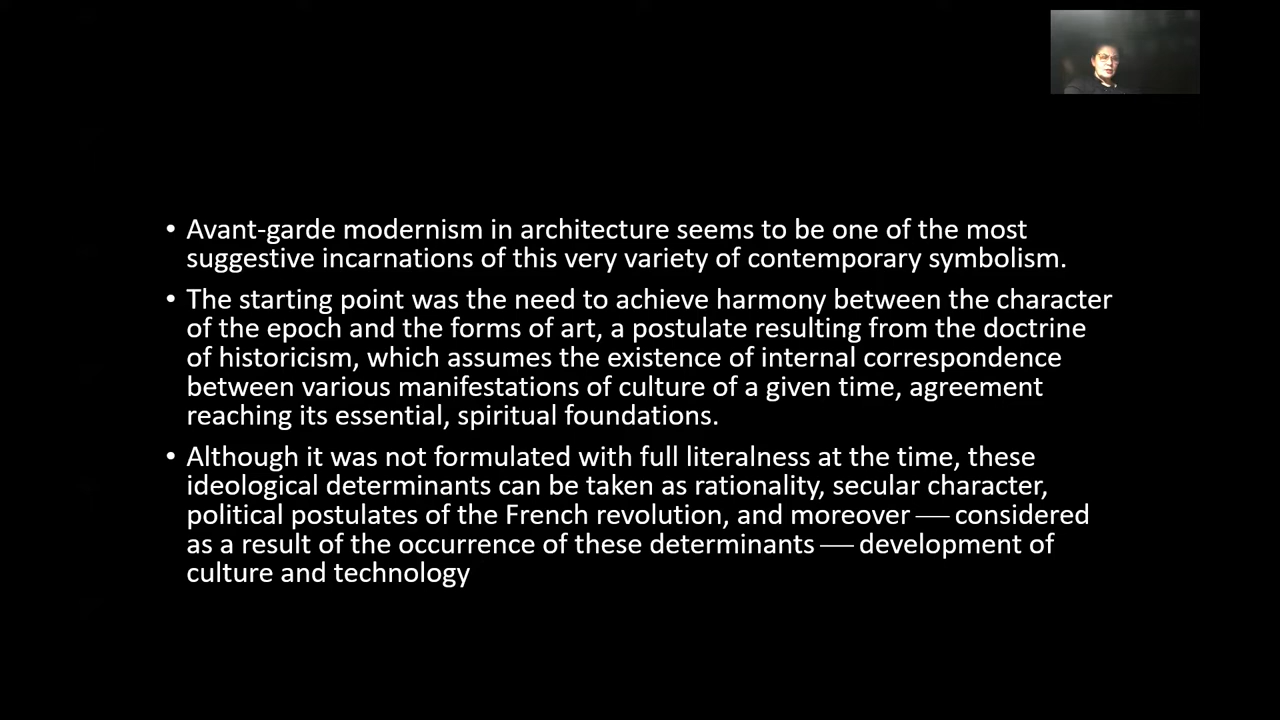 • Avant-garde modernism in architecture seems to be one of the most
suggestive incarnations of this very variety of contemporary symbolism.
• The starting point was the need to achieve harmony between the character
of the epoch and the forms of art, a postulate resulting from the doctrine
of historicism, which assumes the existence of internal correspondence
between various manifestations of culture of a given time, agreement
reaching its essential, spiritual foundations.
• Although it was not formulated with full literalness at the time, these
ideological determinants can be taken as rationality, secular character,
political postulates of the French revolution, and moreover — considered
as a result of the occurrence of these determinants — development of
culture and technology